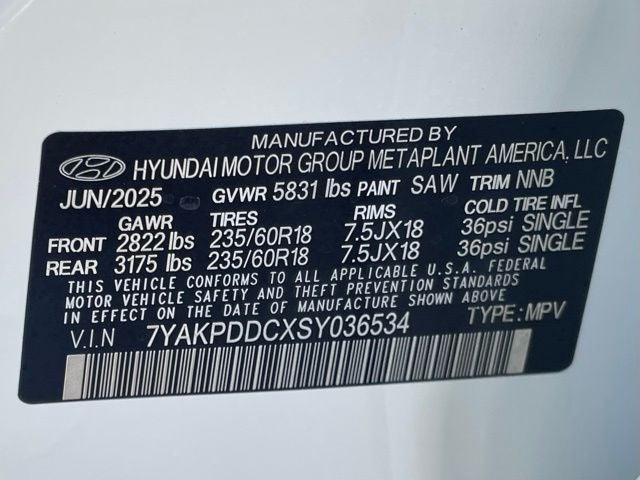 MANUFACTURED BY
HYUNDAI MOTOR GROUP METAPLANT AMERICA, LLC
JUN/2025 GVWR 5831 lbs PAINT SAW TRIM NNB
GAWR TIRES RIMS COLD TIRE INFL
FRONT 2822 lbs 235/60R18 7.5JX18 36psi SINGLE
REAR 3175 lbs 235/60R18 7.5JX18 36psi SINGLE
THIS VEHICLE CONFORMS TO ALL APPLICABLE U.S.A. FEDERAL
MOTOR VEHICLE SAFETY BUMPER, AND THEFT PREVENTION STANDARDS
IN EFFECT ON THE DATE OF MANUFACTURE SHOWN ABOVE.
V.I.N 7YAKPDDCXSY036534 TYPE: MPV